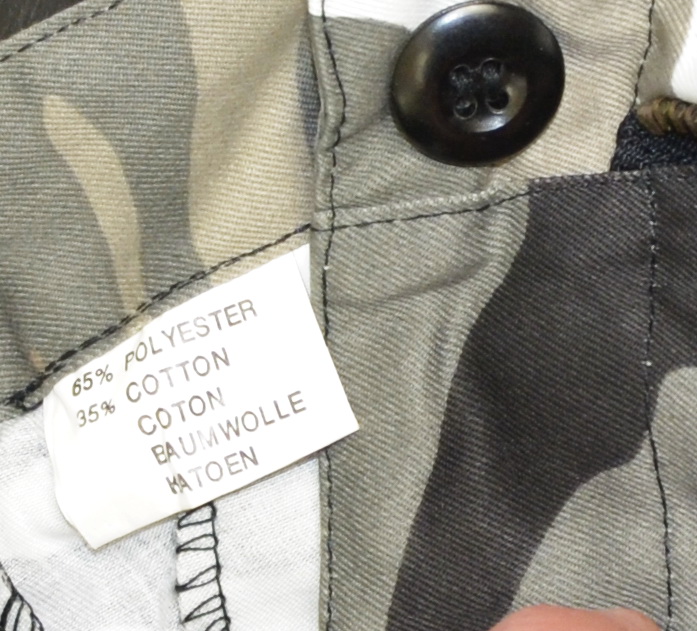 65% POLYESTER
35% COTTON
COTON
BAUMWOLLE
KATOEN